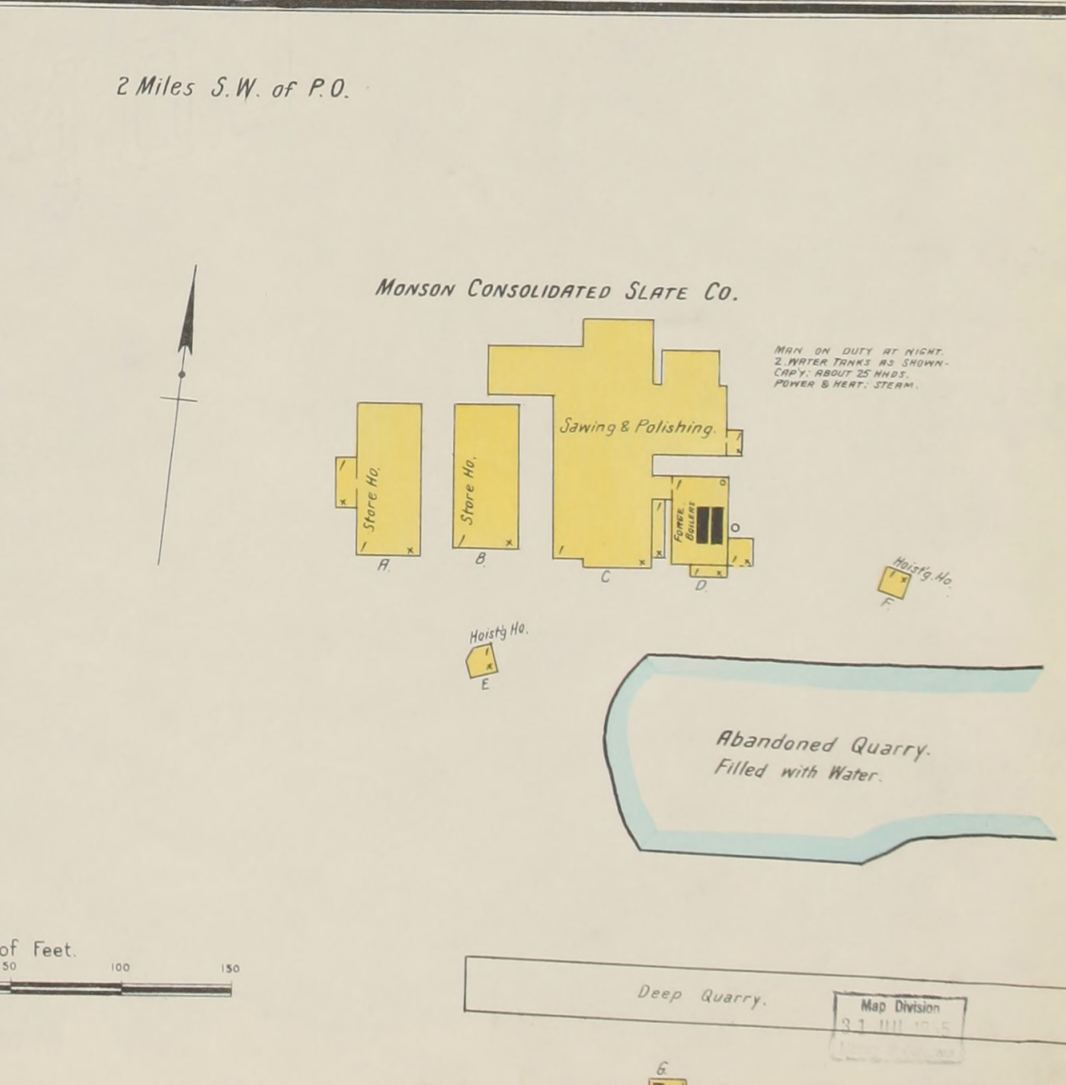 2 Miles S.W. of P.O.
MONSON CONSOLIDATED SLATE CO.
MAN ON DUTY AT NIGHT.
2 WATER TANKS AS SHOWN-
CAP'Y: ABOUT 25 HHDS.
POWER & HEAT: STEAM.
Sawing & Polishing.
Store Ho.
Store Ho.
FORGE.
BOILERS
A.
B.
C
D.
Hoist'g. Ho.
F.
Hoist'g Ho.
E
Abandoned Quarry.
Filled with Water.
of Feet.
50 100 150
Deep Quarry.
Map Division
31
G.